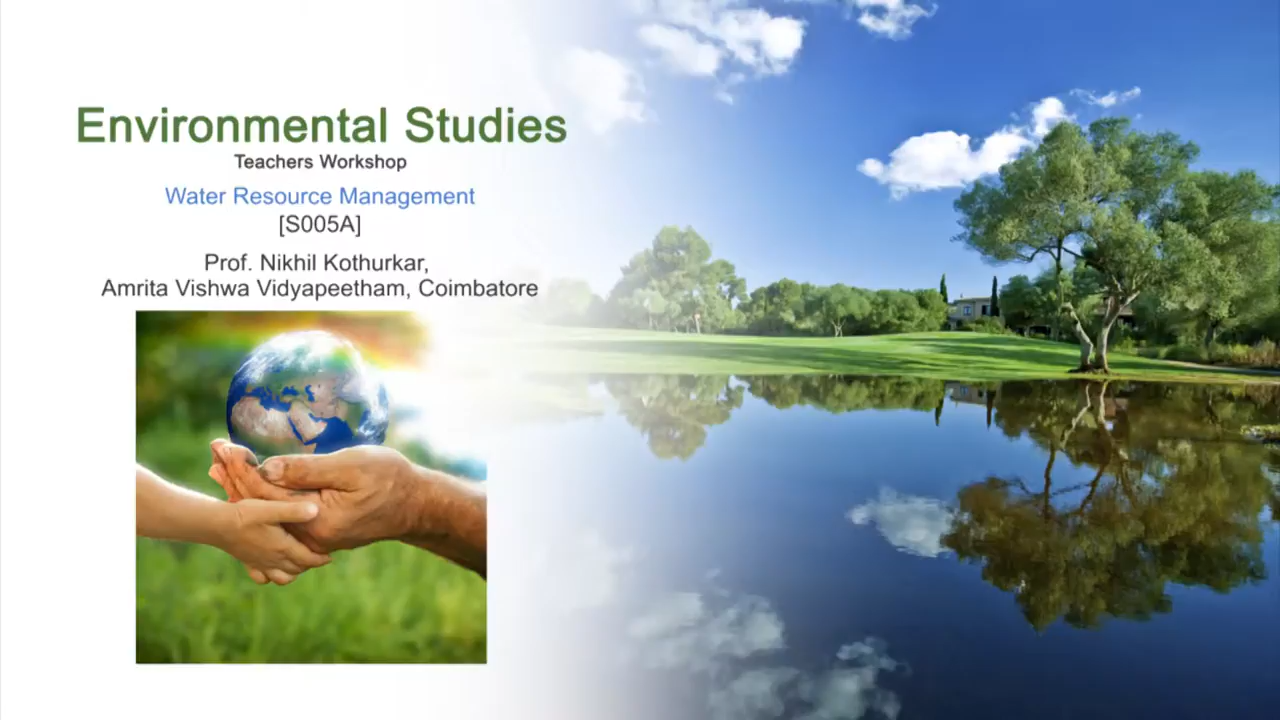 Environmental Studies
Teachers Workshop
Water Resource Management
[S005A]
Prof. Nikhil Kothurkar,
Amrita Vishwa Vidyapeetham, Coimbatore